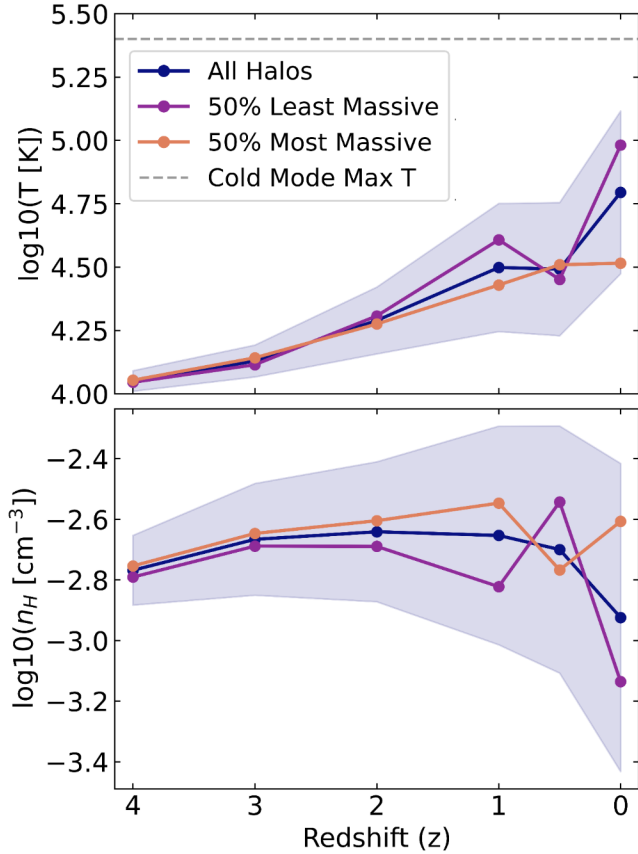 5.50
5.25
5.00
4.75
4.50
4.25
4.00
log10(T [K])
All Halos
50% Least Massive
50% Most Massive
Cold Mode Max T
−2.4
−2.6
−2.8
−3.0
−3.2
−3.4
log10(n_H [cm⁻³])
4 3 2 1 0
Redshift (z)